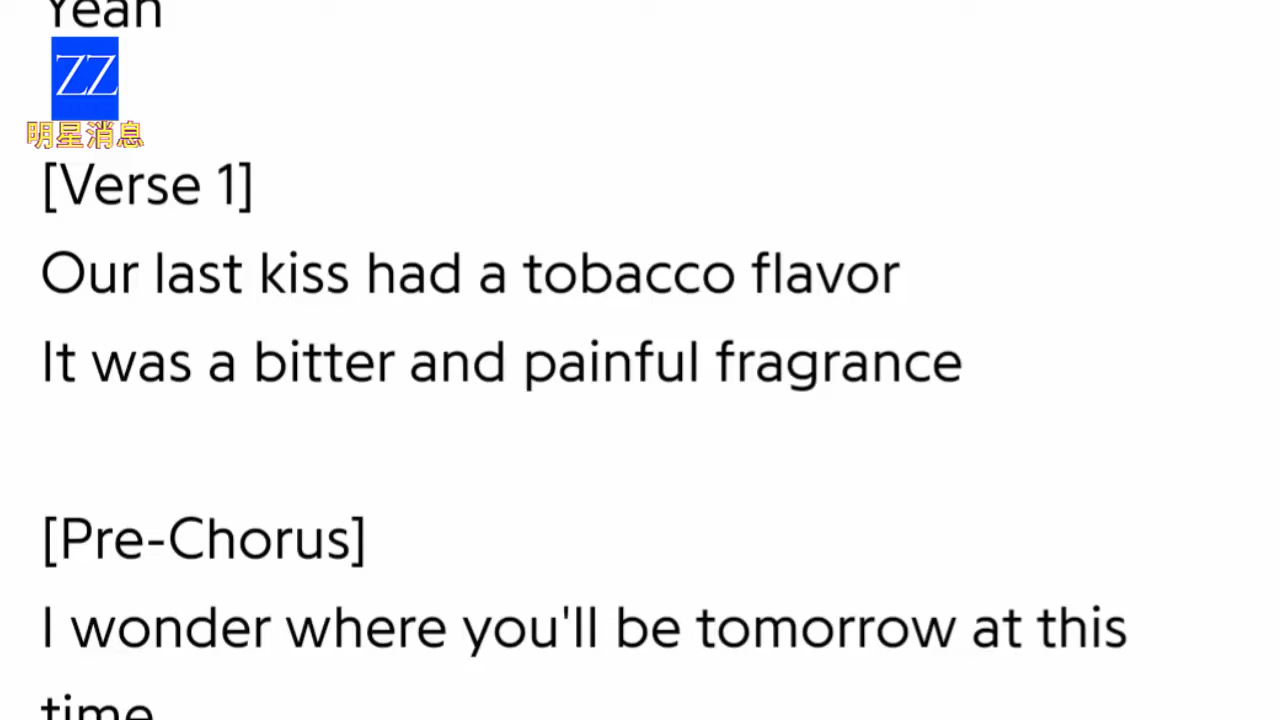 Yeah
ZZ
明星消息
[Verse 1]
Our last kiss had a tobacco flavor
It was a bitter and painful fragrance
[Pre-Chorus]
I wonder where you'll be tomorrow at this
time